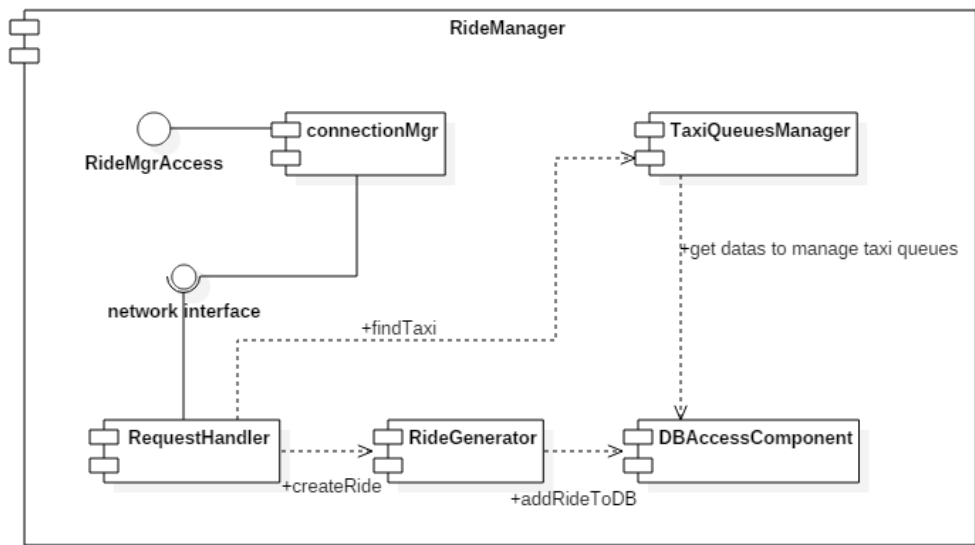 RideManager
connectionMgr
TaxiQueuesManager
RideMgrAccess
+get datas to manage taxi queues
network interface
+findTaxi
RequestHandler
RideGenerator
DBAccessComponent
+createRide
+addRideToDB